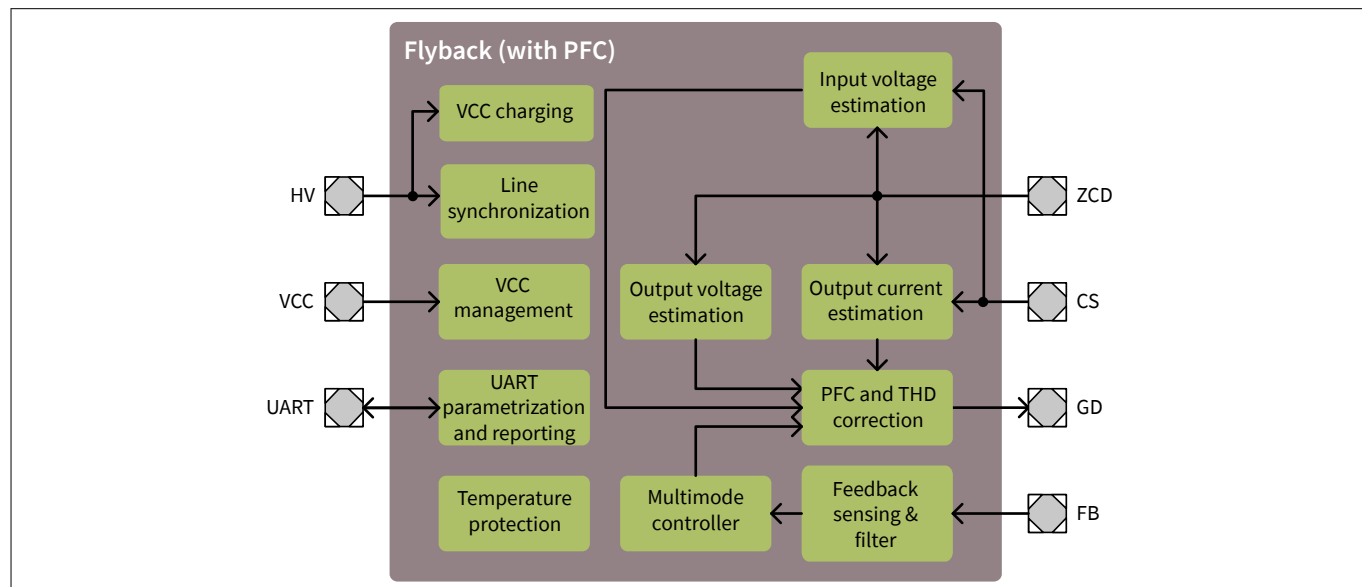 Flyback (with PFC)
Input voltage
estimation
VCC charging
HV
Line
synchronization
ZCD
VCC
VCC
management
Output voltage
estimation
Output current
estimation
CS
UART
UART
parametrization
and reporting
PFC and THD
correction
GD
Temperature
protection
Multimode
controller
Feedback
sensing &
filter
FB